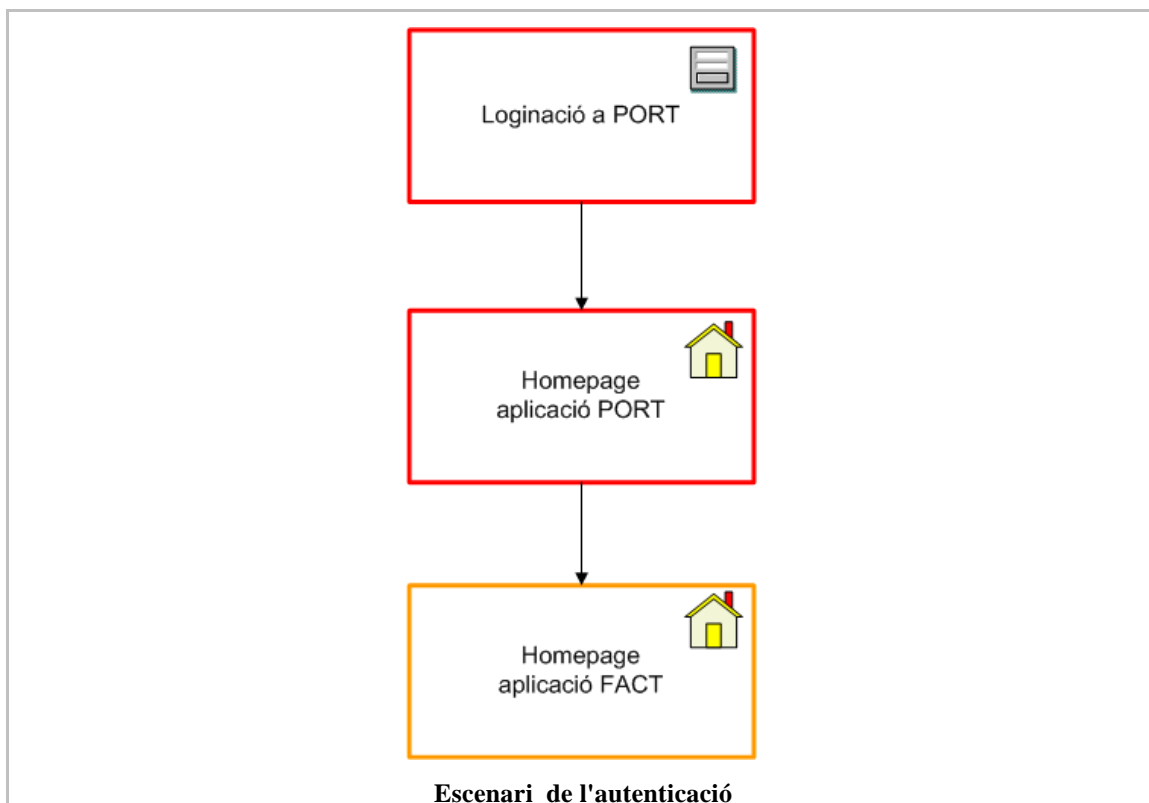 Loginació a PORT
Homepage
aplicació PORT
Homepage
aplicació FACT
Escenari de l'autenticació